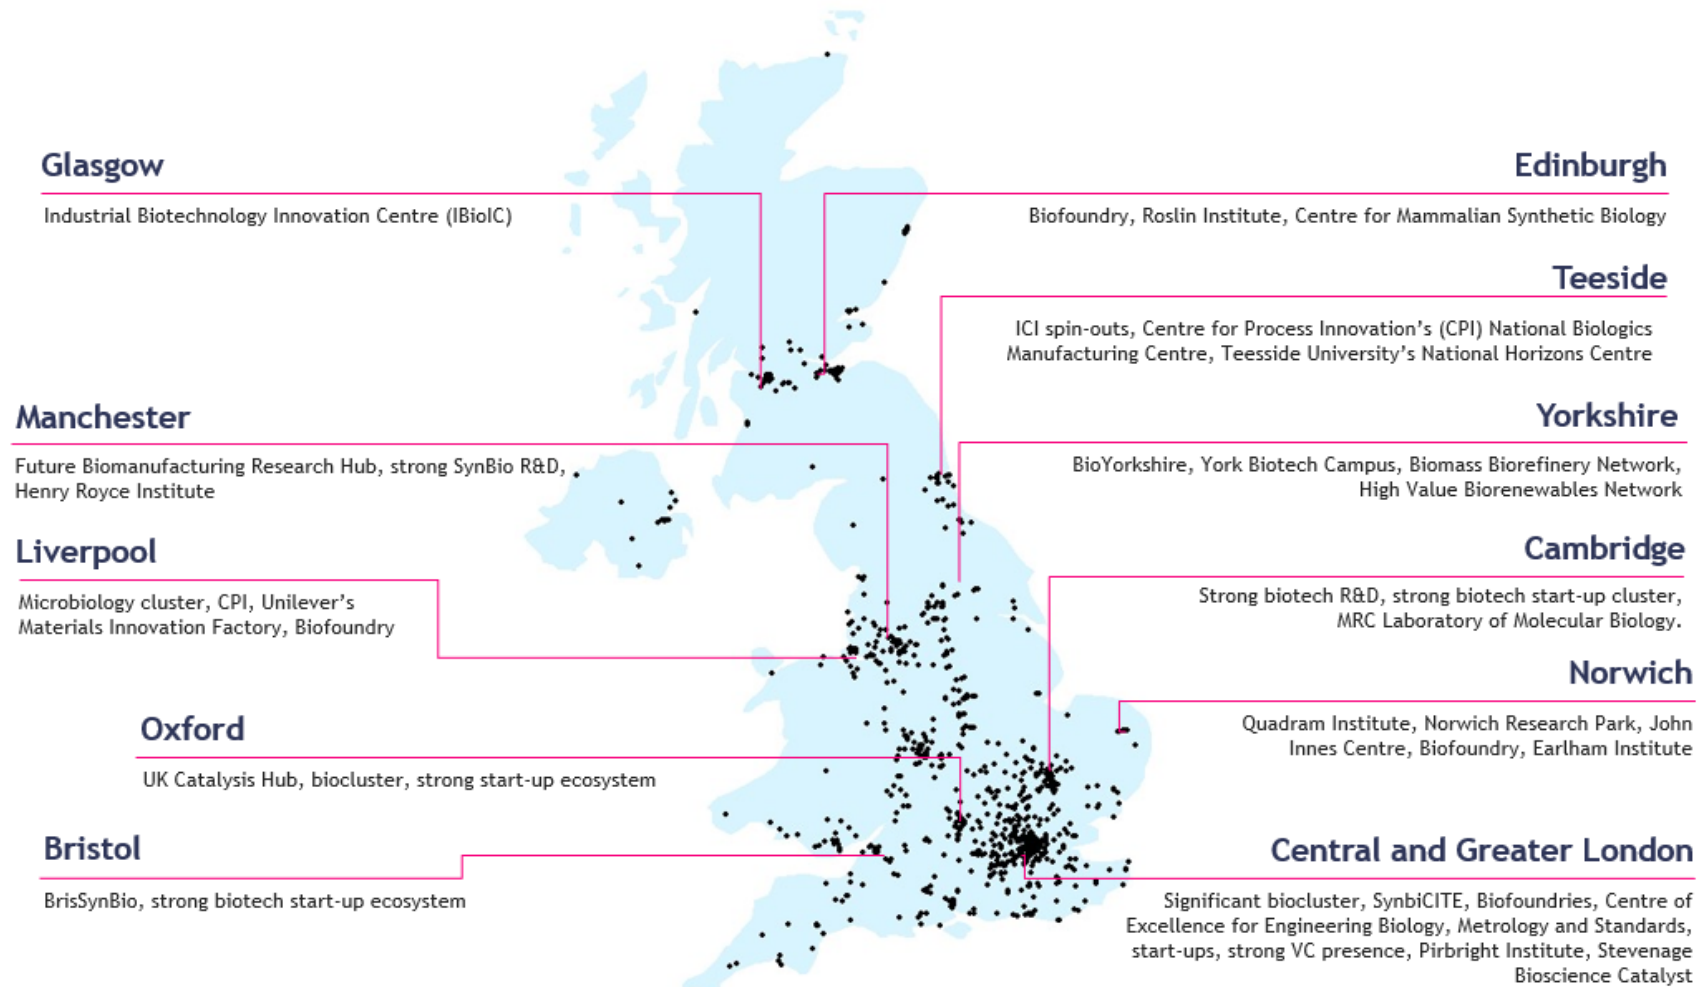 Glasgow
Industrial Biotechnology Innovation Centre (IBioIC)
Edinburgh
Biofoundry, Roslin Institute, Centre for Mammalian Synthetic Biology
Teeside
ICI spin-outs, Centre for Process Innovation's (CPI) National Biologics
Manufacturing Centre, Teesside University's National Horizons Centre
Manchester
Future Biomanufacturing Research Hub, strong SynBio R&D,
Henry Royce Institute
Yorkshire
BioYorkshire, York Biotech Campus, Biomass Biorefinery Network,
High Value Biorenewables Network
Liverpool
Microbiology cluster, CPI, Unilever's
Materials Innovation Factory, Biofoundry
Cambridge
Strong biotech R&D, strong biotech start-up cluster,
MRC Laboratory of Molecular Biology.
Norwich
Quadram Institute, Norwich Research Park, John
Innes Centre, Biofoundry, Earlham Institute
Oxford
UK Catalysis Hub, biocluster, strong start-up ecosystem
Bristol
BrisSynBio, strong biotech start-up ecosystem
Central and Greater London
Significant biocluster, SynbiCITE, Biofoundries, Centre of
Excellence for Engineering Biology, Metrology and Standards,
start-ups, strong VC presence, Pirbright Institute, Stevenage
Bioscience Catalyst